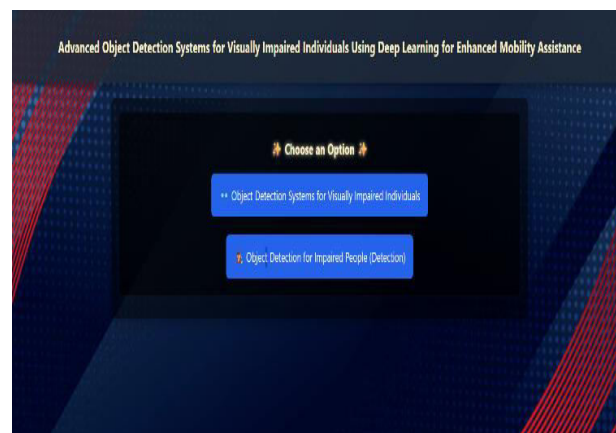 Advanced Object Detection Systems for Visually Impaired Individuals Using Deep Learning for Enhanced Mobility Assistance
Choose an Option
Object Detection Systems for Visually Impaired Individuals
Object Detection for Impaired People (Detection)